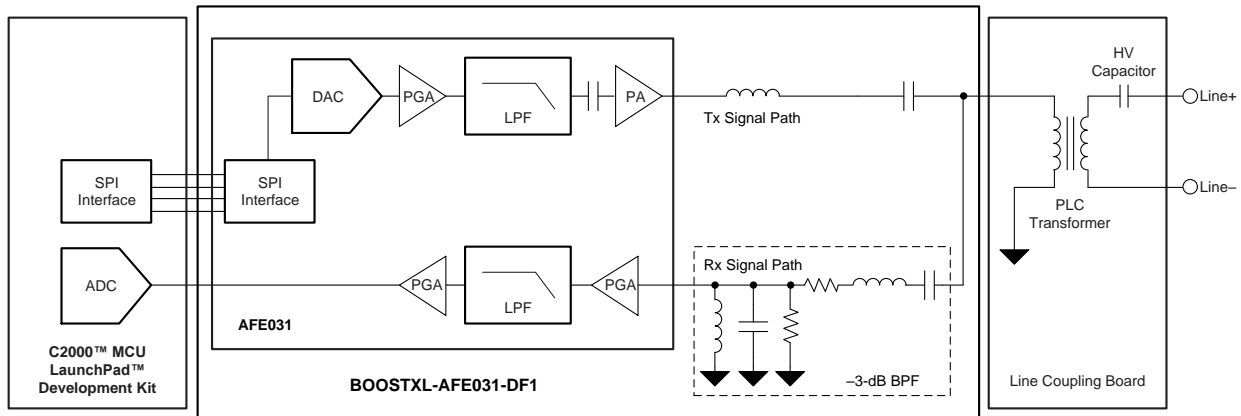 DAC
PGA
LPF
PA
Tx Signal Path
HV
Capacitor
Line+
Line–
PLC
Transformer
SPI
Interface
SPI
Interface
ADC
PGA
LPF
PGA
Rx Signal Path
AFE031
C2000™ MCU
LaunchPad™
Development Kit
BOOSTXL-AFE031-DF1
–3-dB BPF
Line Coupling Board